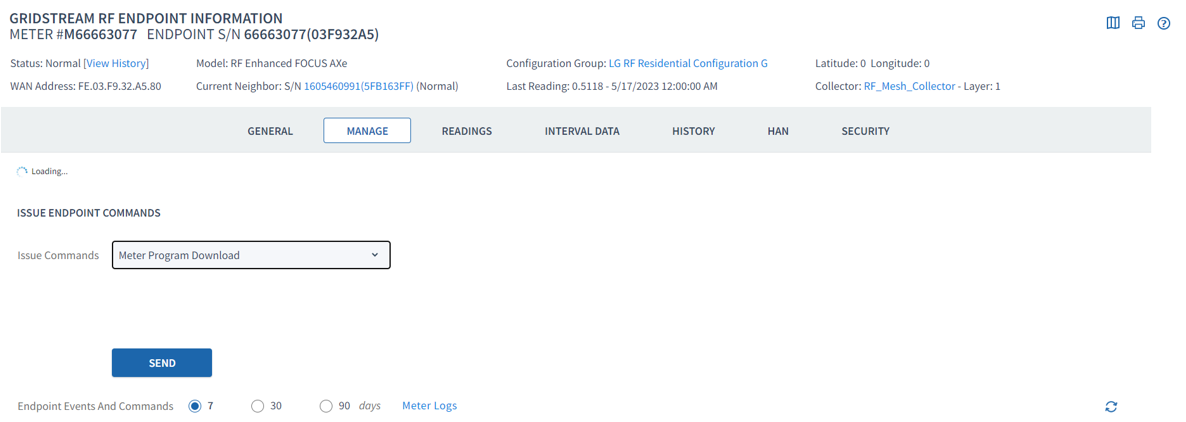 GRIDSTREAM RF ENDPOINT INFORMATION
METER #M66663077 ENDPOINT S/N 66663077(03F932A5)
Status: Normal [View History] Model: RF Enhanced FOCUS AXe Configuration Group: LG RF Residential Configuration G Latitude: 0 Longitude: 0
WAN Address: FE.03.F9.32.A5.80 Current Neighbor: S/N 1605460991(5FB163FF) (Normal) Last Reading: 0.5118 - 5/17/2023 12:00:00 AM Collector: RF_Mesh_Collector - Layer: 1
GENERAL MANAGE READINGS INTERVAL DATA HISTORY HAN SECURITY
Loading...
ISSUE ENDPOINT COMMANDS
Issue Commands Meter Program Download
SEND
Endpoint Events And Commands 7 30 90 days Meter Logs